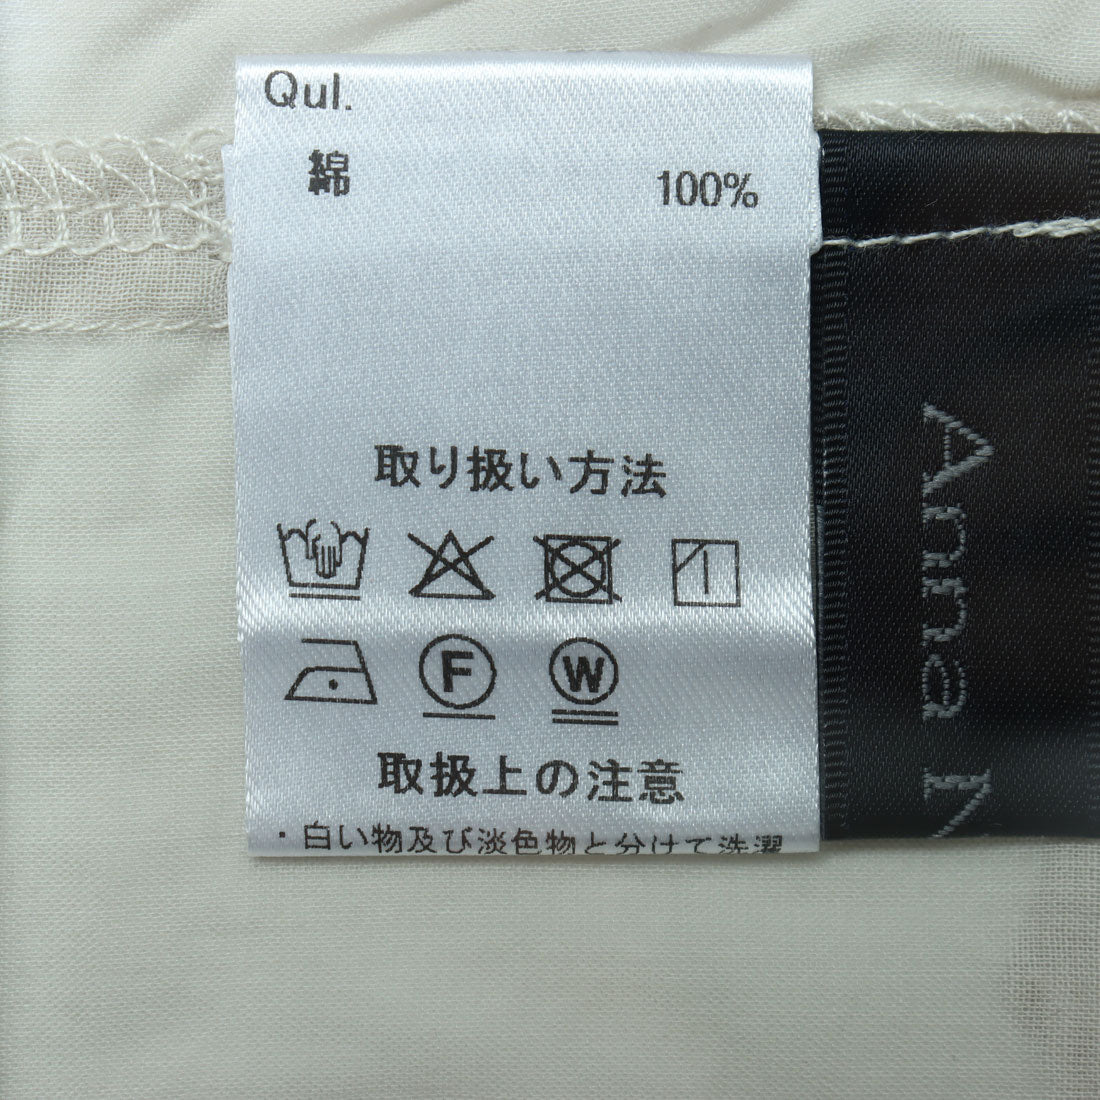 Qul.
綿 100%
取り扱い方法
F W
取扱上の注意
・白い物及び淡色物と分けて洗濯
Anna